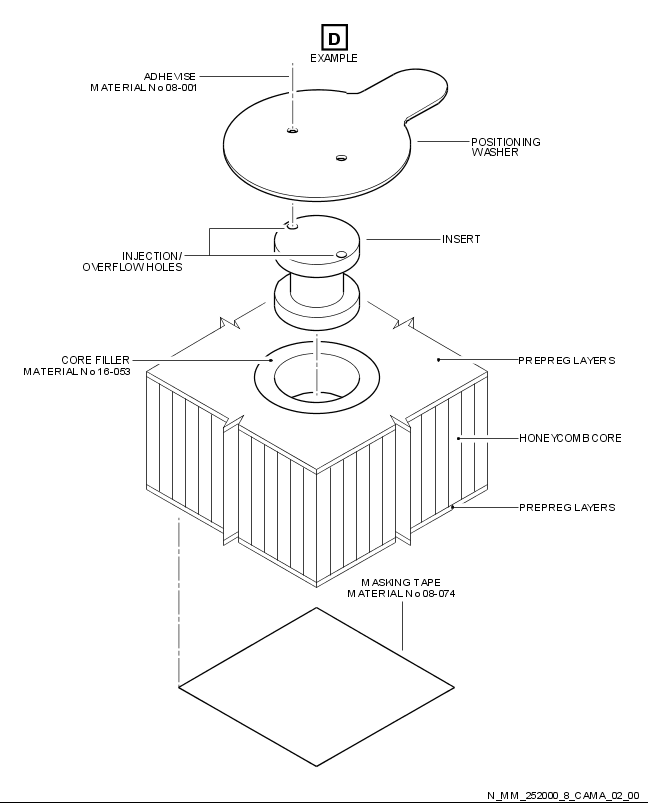 D
EXAMPLE
ADHEVISE
MATERIAL No 08-001
POSITIONING
WASHER
INSERT
INJECTION/
OVERFLOW HOLES
CORE FILLER
MATERIAL No 16-053
PREPREG LAYERS
HONEYCOMB CORE
PREPREG LAYERS
MASKING TAPE
MATERIAL No 08-074
N_MM_252000_8_CAMA_02_00